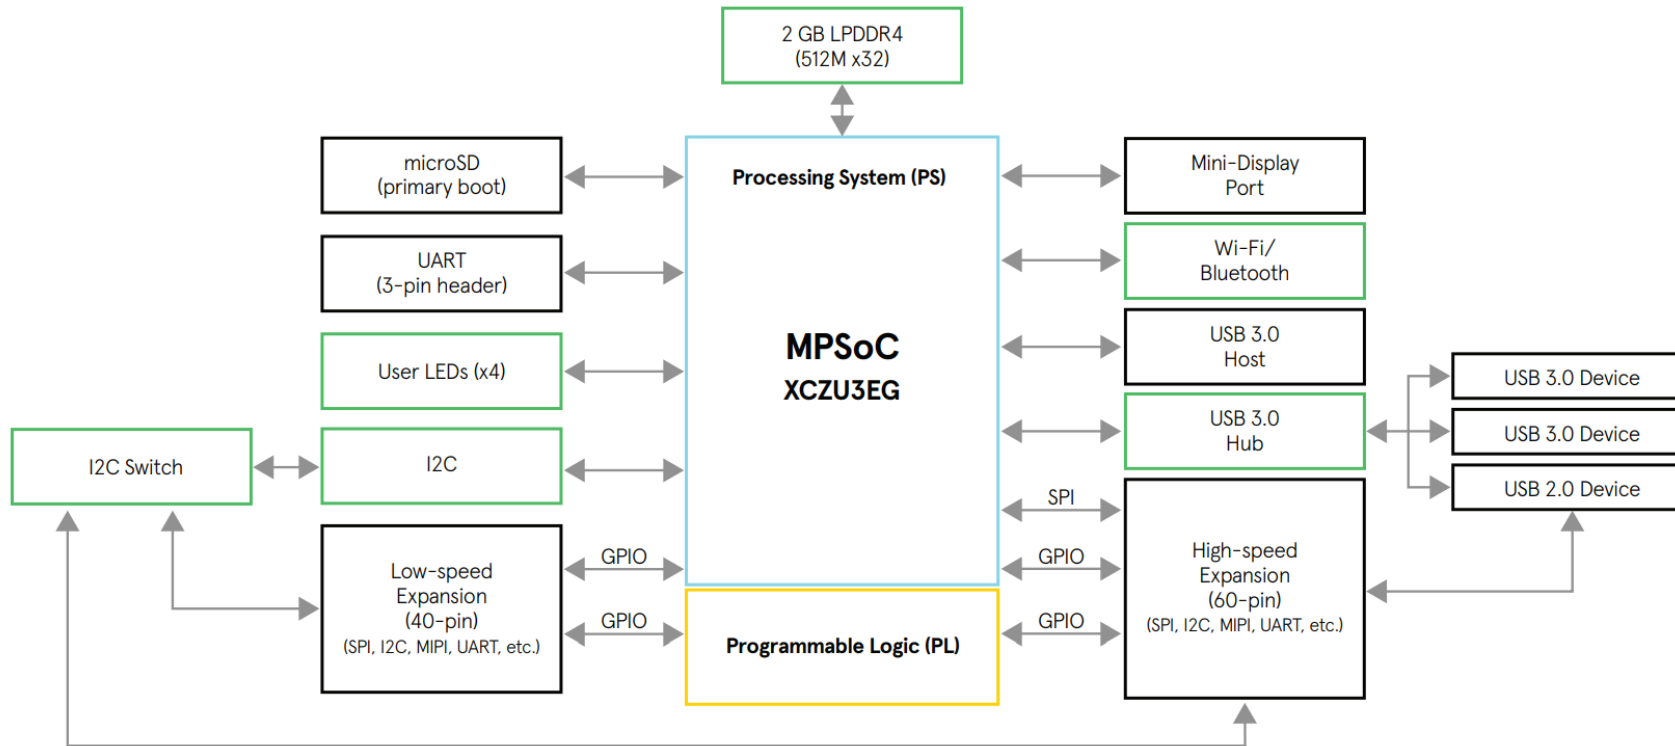 2 GB LPDDR4
(512M x32)
microSD
(primary boot)
Processing System (PS)
Mini-Display
Port
UART
(3-pin header)
Wi-Fi/
Bluetooth
User LEDs (x4)
MPSoC
XCZU3EG
USB 3.0
Host
USB 3.0 Device
I2C Switch
I2C
USB 3.0
Hub
USB 3.0 Device
USB 2.0 Device
SPI
Low-speed
Expansion
(40-pin)
(SPI, I2C, MIPI, UART, etc.)
GPIO
GPIO
GPIO
GPIO
High-speed
Expansion
(60-pin)
(SPI, I2C, MIPI, UART, etc.)
Programmable Logic (PL)